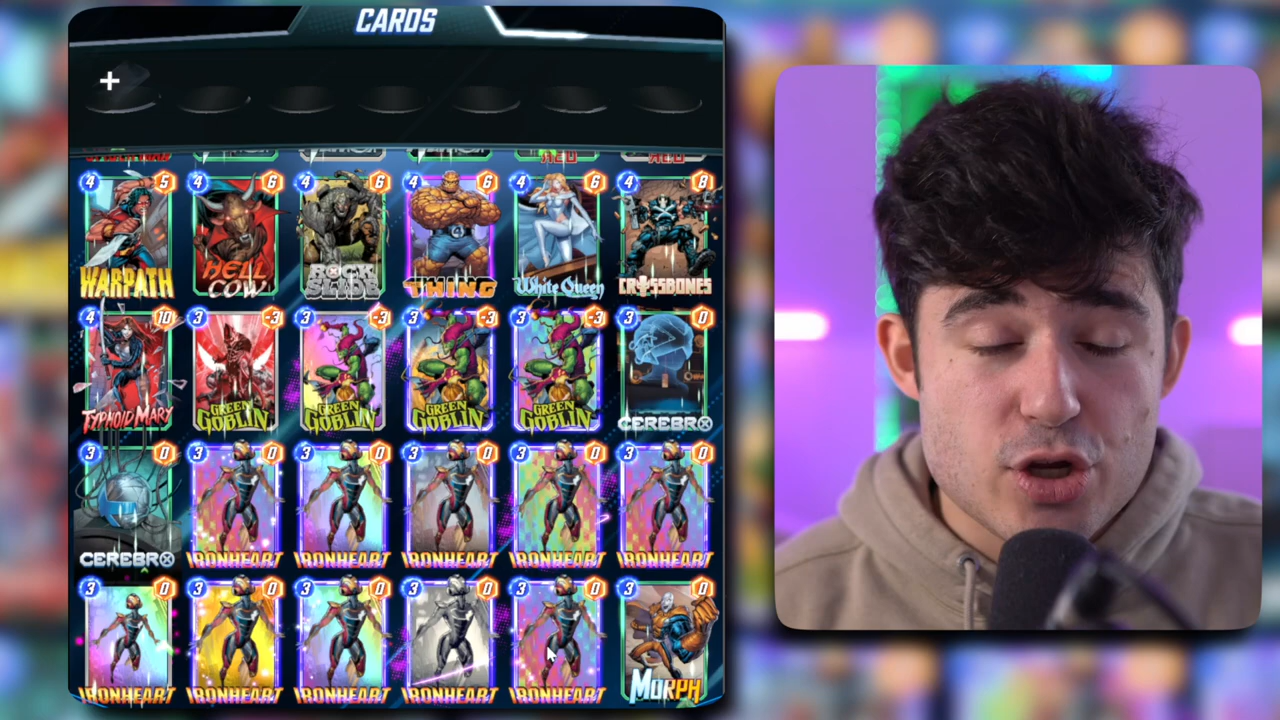 CARDS
+
4 5 4 6 4 6 4 6 4 6 4 8
WARPATH HELL COW ROCK SLIDE THING White Queen CROSSBONES
4 10 3 -3 3 -3 3 -3 3 -3 3 0
TYPHOID MARY GREEN GOBLIN GREEN GOBLIN GREEN GOBLIN GREEN GOBLIN CEREBRO
3 0 3 0 3 0 3 0 3 0 3 0
CEREBRO IRONHEART IRONHEART IRONHEART IRONHEART IRONHEART
3 0 3 0 3 0 3 0 3 0 3 0
IRONHEART IRONHEART IRONHEART IRONHEART IRONHEART MORPH